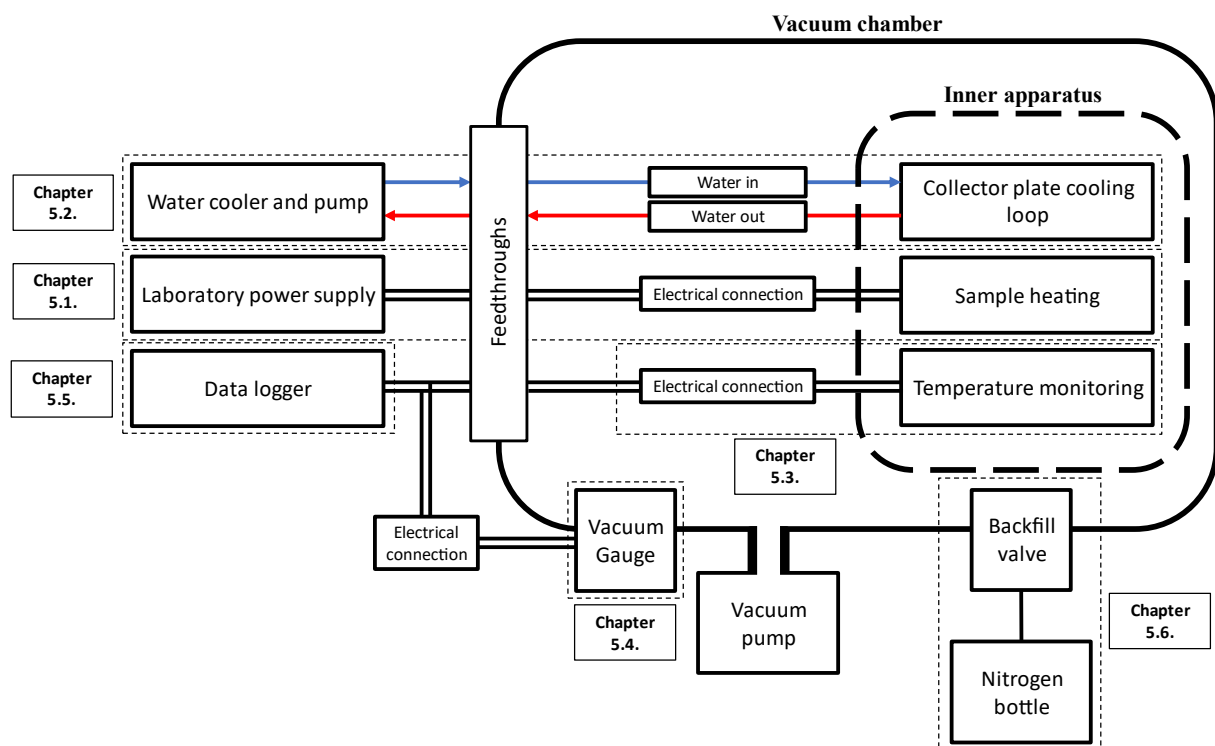 Vacuum chamber
Inner apparatus
Chapter
5.2.
Water cooler and pump
Water in
Water out
Collector plate cooling
loop
Feedthroughs
Chapter
5.1.
Laboratory power supply
Electrical connection
Sample heating
Chapter
5.5.
Data logger
Electrical connection
Temperature monitoring
Chapter
5.3.
Electrical
connection
Vacuum
Gauge
Backfill
valve
Chapter
5.4.
Vacuum
pump
Chapter
5.6.
Nitrogen
bottle